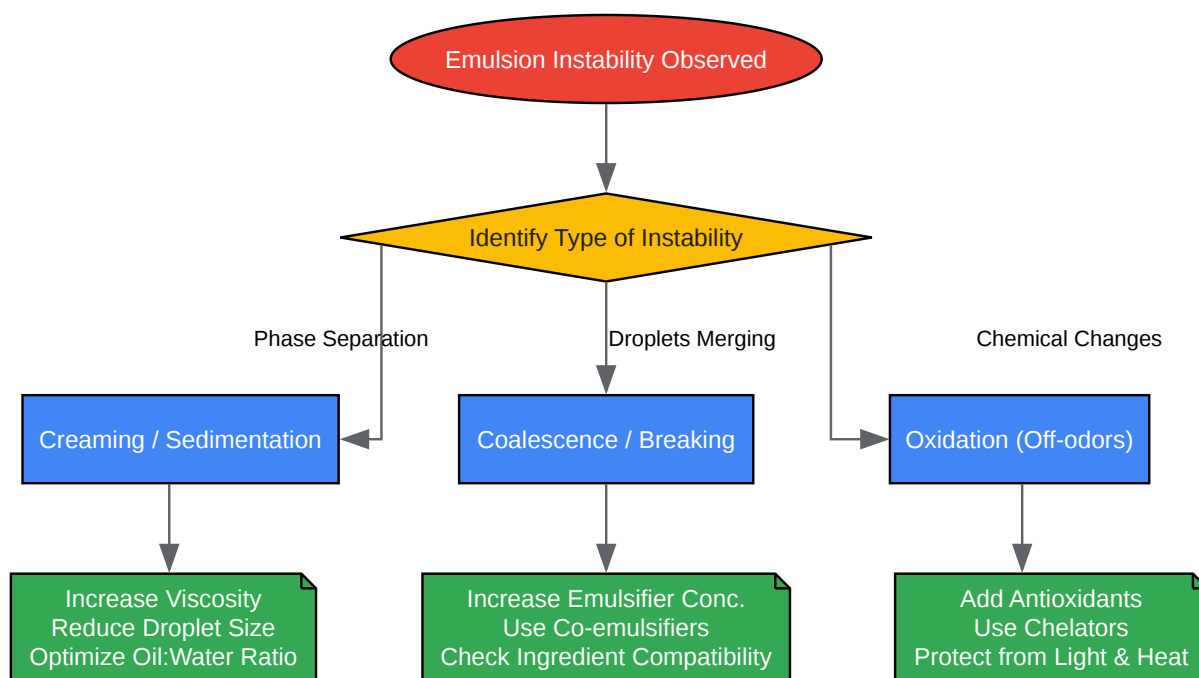 Emulsion Instability Observed
Identify Type of Instability
Phase Separation
Droplets Merging
Chemical Changes
Creaming / Sedimentation
Coalescence / Breaking
Oxidation (Off-odors)
Increase Viscosity
Reduce Droplet Size
Optimize Oil:Water Ratio
Increase Emulsifier Conc.
Use Co-emulsifiers
Check Ingredient Compatibility
Add Antioxidants
Use Chelators
Protect from Light & Heat